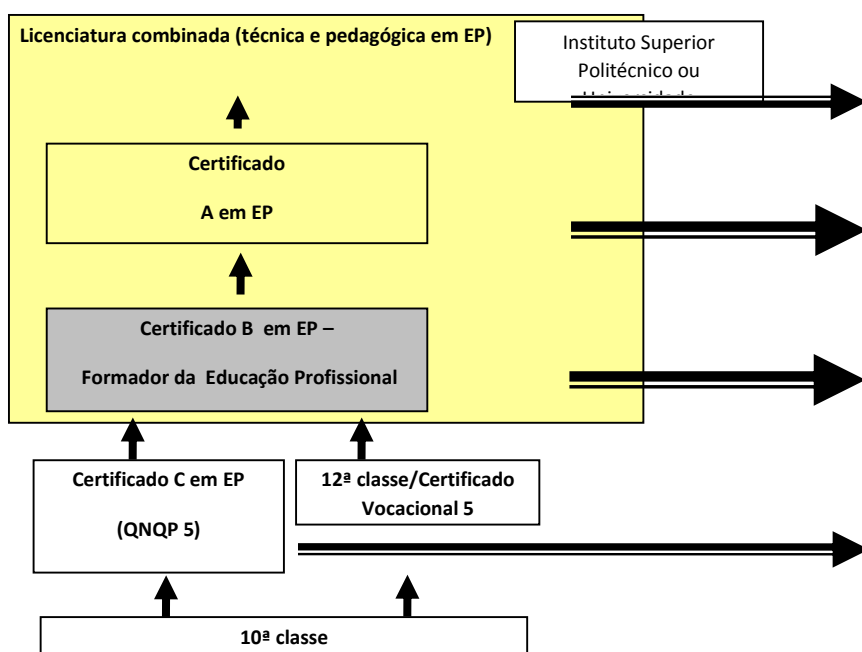 Licenciatura combinada (técnica e pedagógica em EP)
Instituto Superior
Politécnico ou
Certificado
A em EP
Certificado B em EP –
Formador da Educação Profissional
Certificado C em EP
(QNQP 5)
12ª classe/Certificado
Vocacional 5
10ª classe